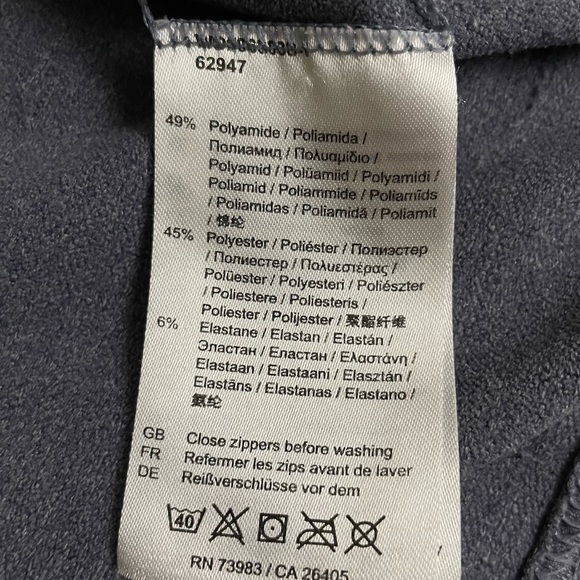 62947
49% Polyamide / Poliamida /
Полиамид / Πολυαμίδιο /
Polyamid / Polüamiid / Polyamidi /
Poliamid / Poliammide / Poliamīds
/ Poliamidas / Poliamidă / Poliamit
/ 锦纶
45% Polyester / Poliéster / Полиэстер
/ Полиестер / Πολυεστέρας /
Polüester / Polyesteri / Poliészter
/ Poliestere / Poliesteris /
Poliester / Polijester / 聚酯纤维
6% Elastane / Elastan / Elastán /
Эластан / Еластан / Ελαστάνη /
Elastaan / Elastaani / Elasztán /
Elastāns / Elastanas / Elastano /
氨纶
GB Close zippers before washing
FR Refermer les zips avant de laver
DE Reißverschlüsse vor dem
40
RN 73983 / CA 26405